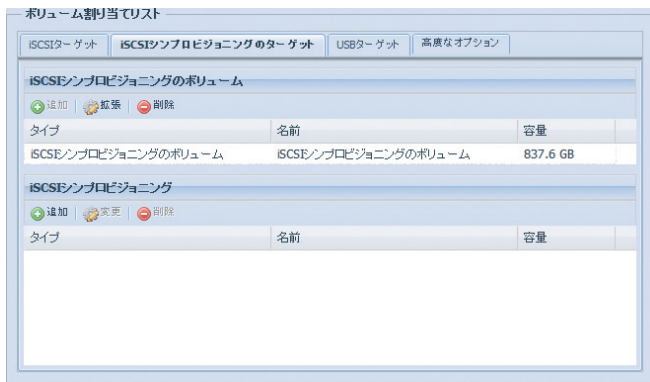 ボリューム割り当てリスト
iSCSIターゲット iSCSIシンプロビジョニングのターゲット USBターゲット 高度なオプション
iSCSIシンプロビジョニングのボリューム
追加 拡張 削除
タイプ 名前 容量
iSCSIシンプロビジョニングのボリューム iSCSIシンプロビジョニングのボリューム 837.6 GB
iSCSIシンプロビジョニング
追加 変更 削除
タイプ 名前 容量